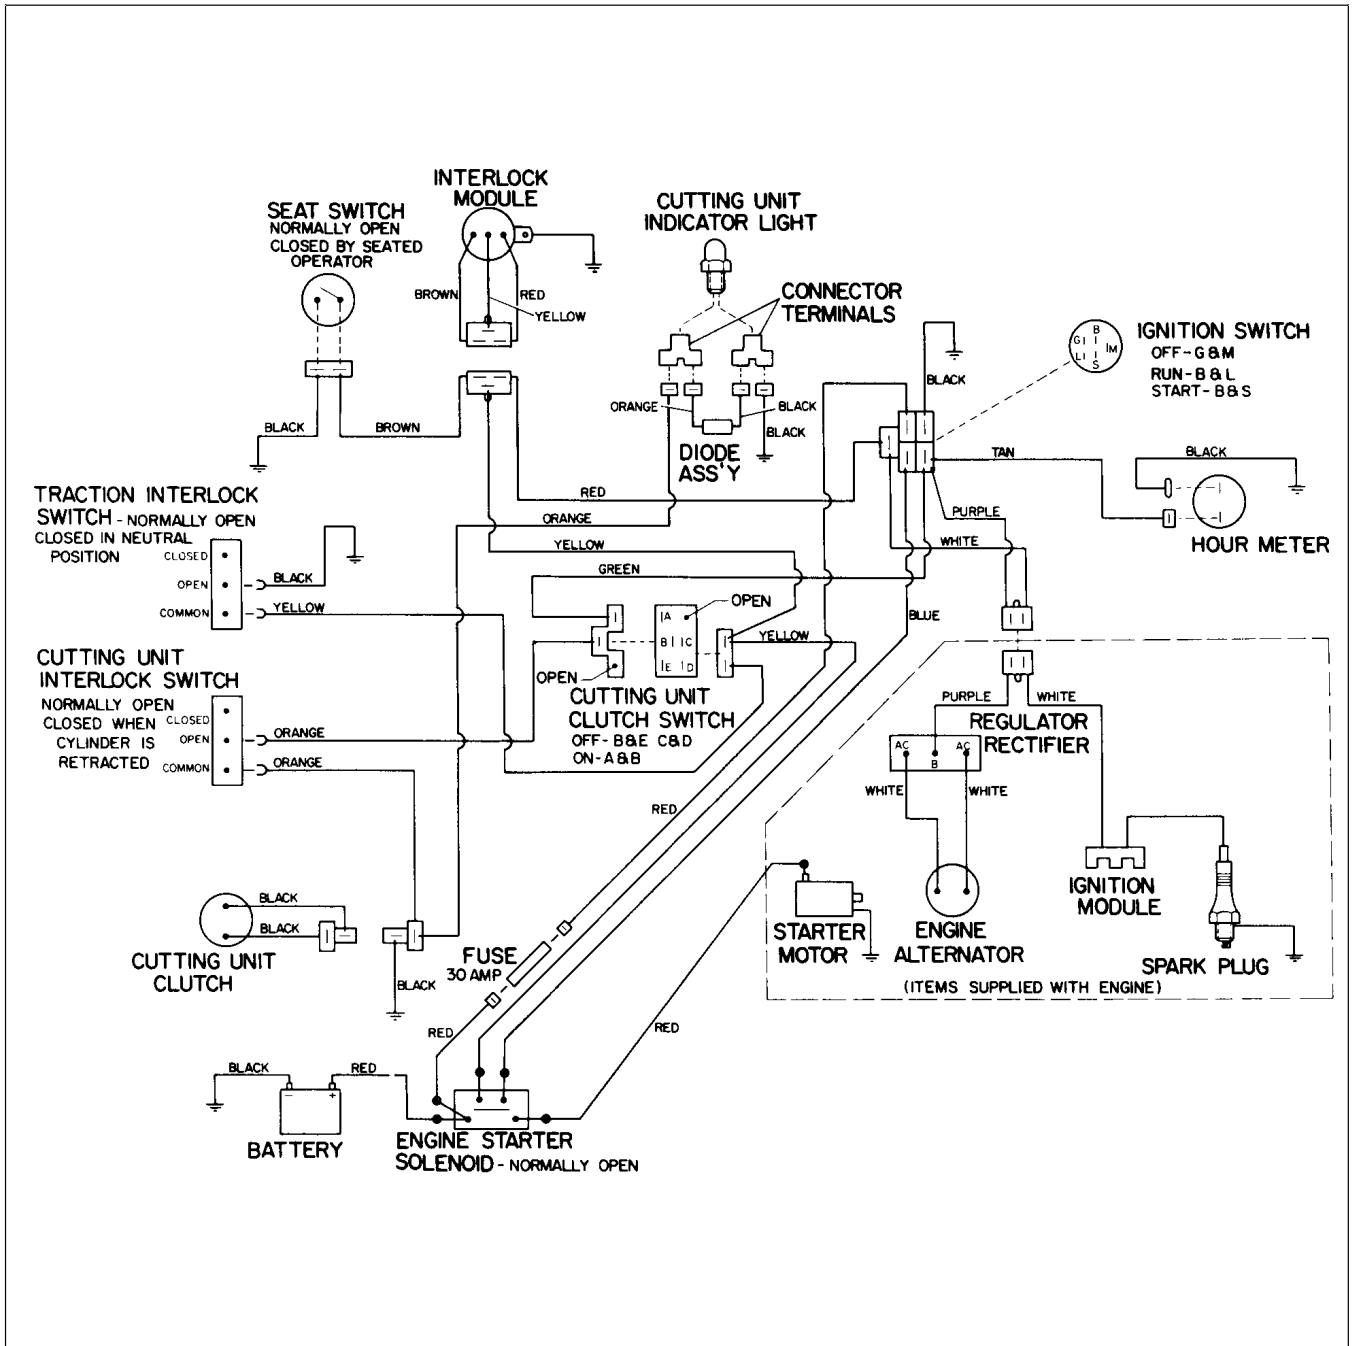 INTERLOCK
MODULE
SEAT SWITCH
NORMALLY OPEN
CLOSED BY SEATED
OPERATOR
BROWN
RED
YELLOW
CUTTING UNIT
INDICATOR LIGHT
CONNECTOR
TERMINALS
B
G
M
L
S
IGNITION SWITCH
OFF-G&M
RUN-B&L
START-B&S
BLACK
ORANGE
BLACK
BLACK
DIODE
ASS'Y
BLACK
BROWN
TAN
BLACK
HOUR METER
RED
ORANGE
YELLOW
GREEN
PURPLE
WHITE
BLUE
TRACTION INTERLOCK
SWITCH - NORMALLY OPEN
CLOSED IN NEUTRAL
POSITION
CLOSED
OPEN
BLACK
COMMON
YELLOW
OPEN
A
B
C
E
D
YELLOW
OPEN
CUTTING UNIT
CLUTCH SWITCH
OFF-B&E C&D
ON-A&B
CUTTING UNIT
INTERLOCK SWITCH
NORMALLY OPEN
CLOSED WHEN
CYLINDER IS
RETRACTED
CLOSED
OPEN
ORANGE
COMMON
ORANGE
PURPLE
WHITE
REGULATOR
RECTIFIER
AC
B
AC
WHITE
WHITE
RED
IGNITION
MODULE
ENGINE
ALTERNATOR
STARTER
MOTOR
SPARK PLUG
(ITEMS SUPPLIED WITH ENGINE)
BLACK
BLACK
CUTTING UNIT
CLUTCH
BLACK
FUSE
30 AMP
RED
RED
BLACK
RED
- +
BATTERY
ENGINE STARTER
SOLENOID - NORMALLY OPEN